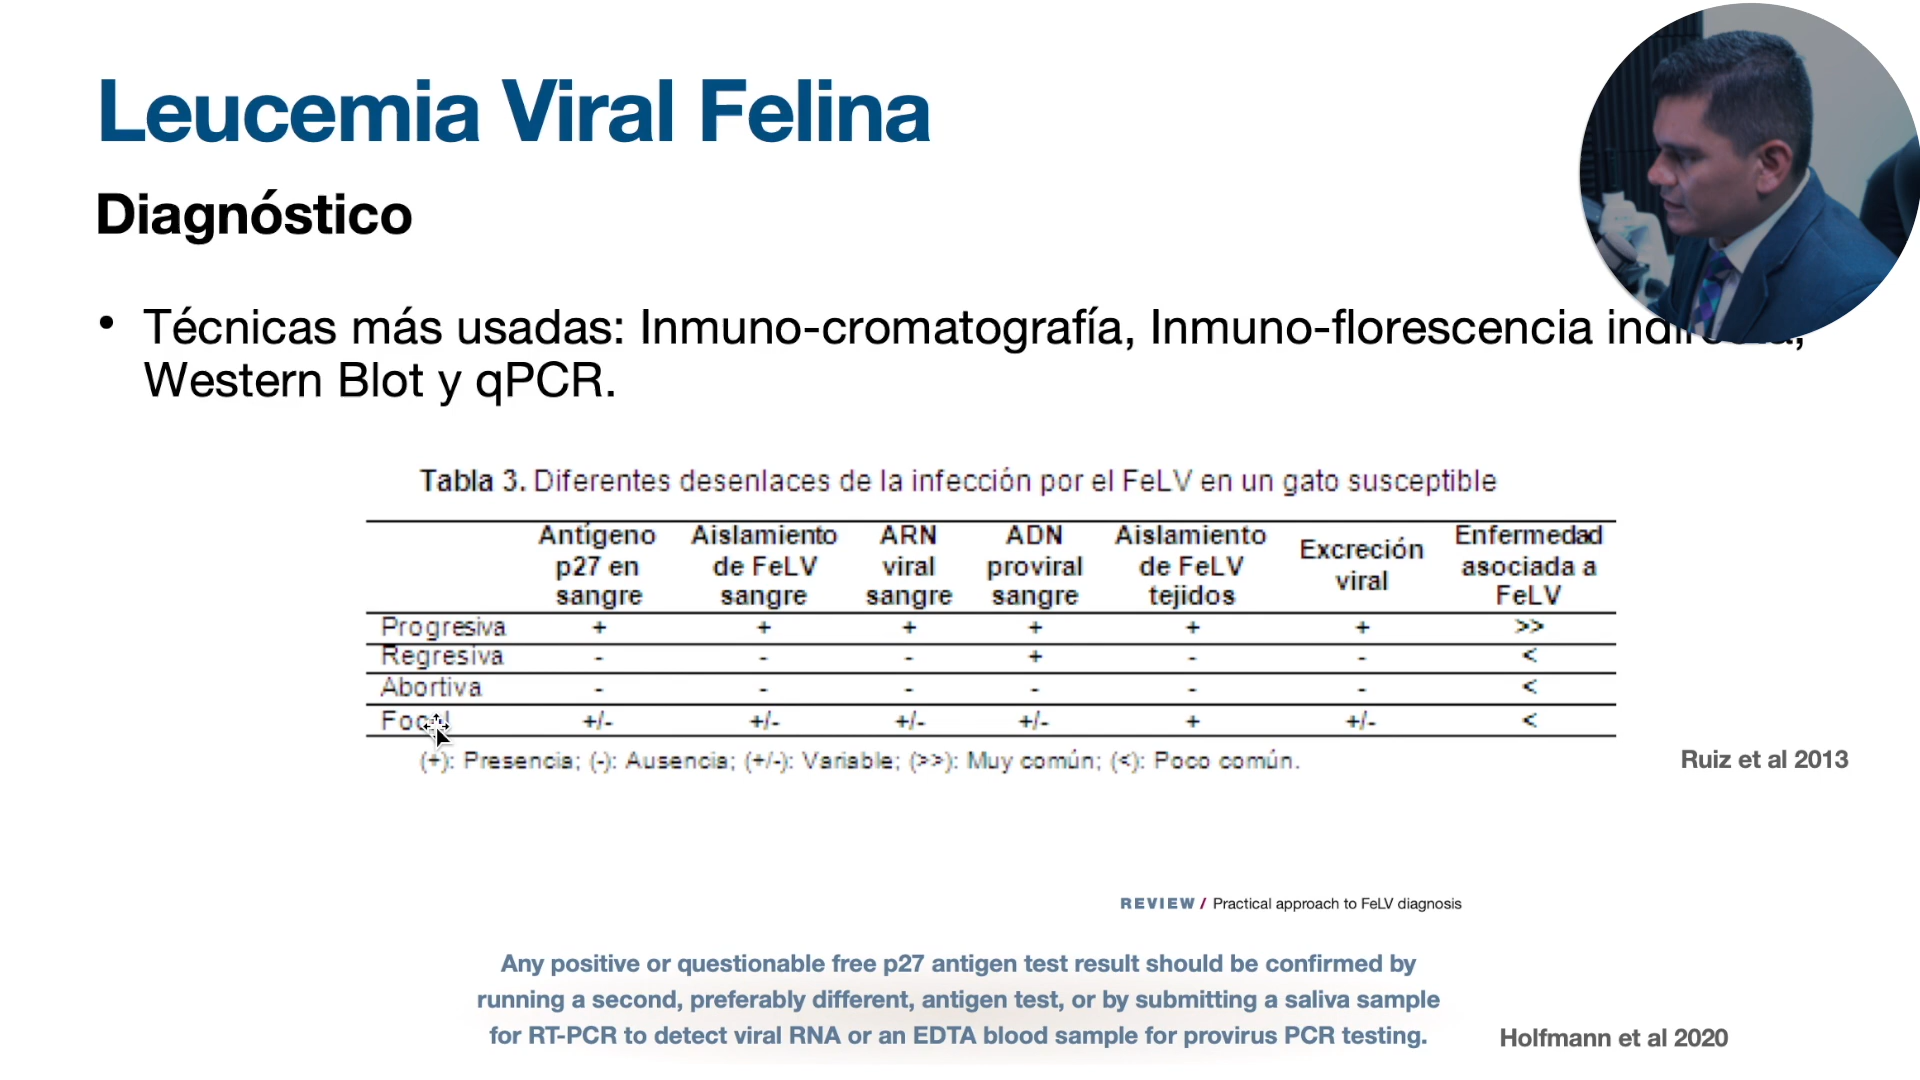 Leucemia Viral Felina
Diagnóstico
• Técnicas más usadas: Inmuno-cromatografía, Inmuno-florescencia
Western Blot y qPCR.
Tabla 3. Diferentes desenlaces de la infección por el FeLV en un gato susceptible
Antígeno p27 en sangre Aislamiento de FeLV sangre ARN viral sangre ADN proviral sangre Aislamiento de FeLV tejidos Excreción viral Enfermedad asociada a FeLV
Progresiva + + + + + + >>
Regresiva - - - + - - <
Abortiva - - - - - - <
Focal +/- +/- +/- +/- + +/- <
(+): Presencia; (-): Ausencia; (+/-): Variable; (>>): Muy común; (<): Poco común.
Ruiz et al 2013
REVIEW / Practical approach to FeLV diagnosis
Any positive or questionable free p27 antigen test result should be confirmed by
running a second, preferably different, antigen test, or by submitting a saliva sample
for RT-PCR to detect viral RNA or an EDTA blood sample for provirus PCR testing.
Holfmann et al 2020